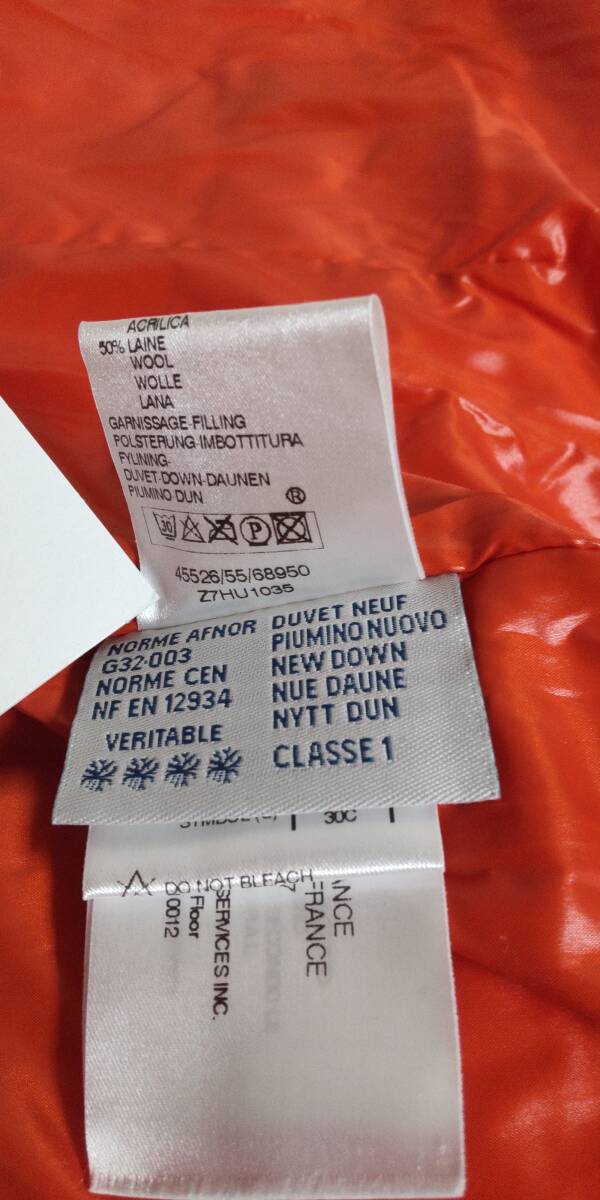 ACRILICA
50% LAINE
WOOL
WOLLE
LANA
GARNISSAGE-FILLING
POLSTERUNG-IMBOTTITURA
FYLINING-
DUVET-DOWN-DAUNEN
PIUMINO DUN
®
30
P
45526/55/68950
Z7HU1035
NORME AFNOR
G32-003
NORME CEN
NF EN 12934
VERITABLE
DUVET NEUF
PIUMINO NUOVO
NEW DOWN
NUE DAUNE
NYTT DUN
CLASSE 1
30C
DO NOT BLEACH
NCE
FRANCE
SERVICES INC.
Floor
0012